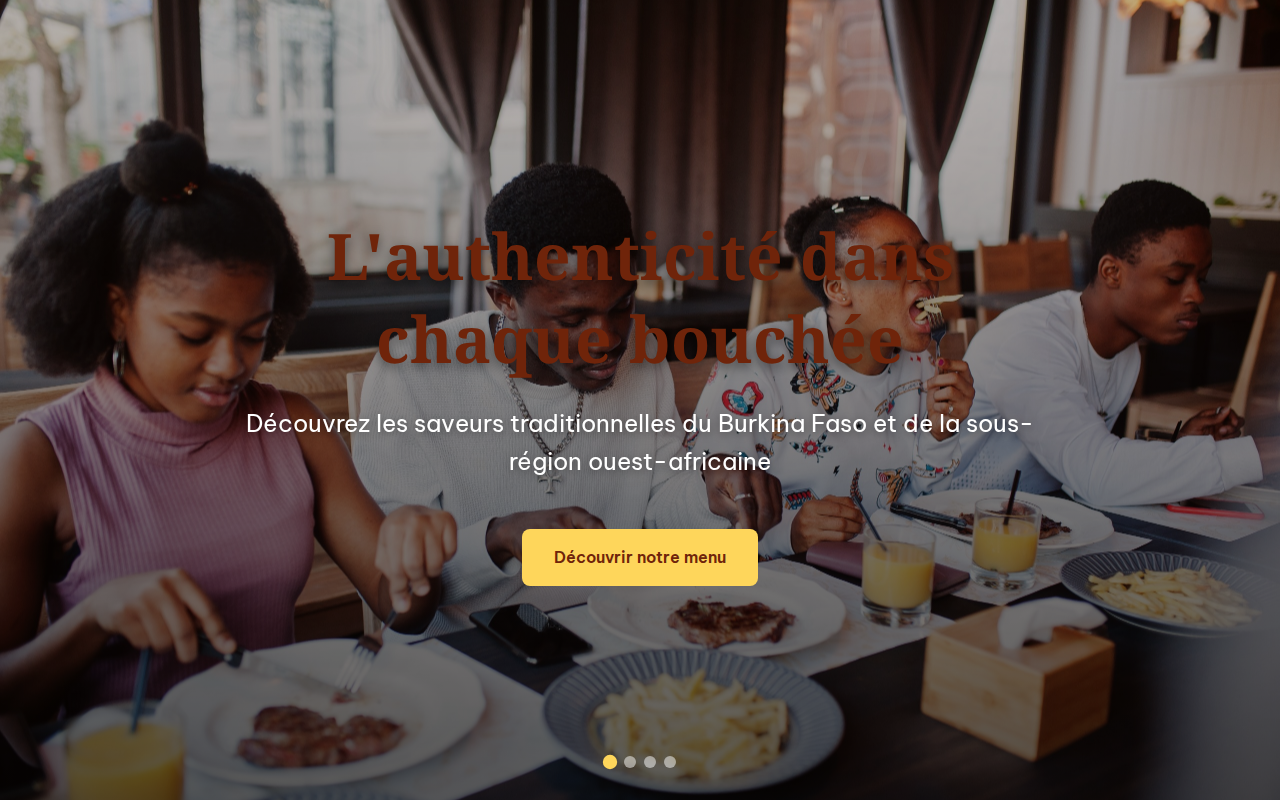 L'authenticité dans
chaque bouchée
Découvrez les saveurs traditionnelles du Burkina Faso et de la sous-
région ouest-africaine
Découvrir notre menu